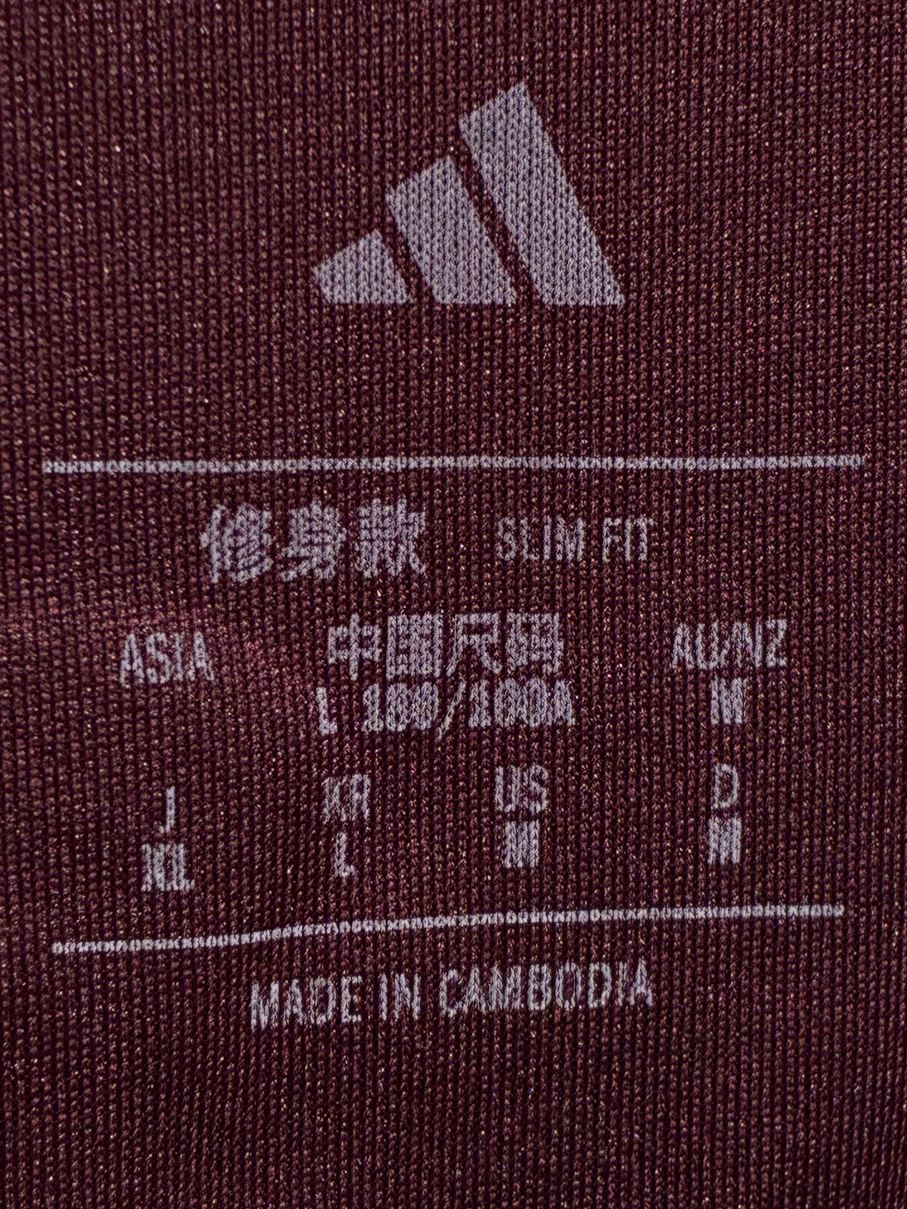 修身款 SLIM FIT
ASIA 中国尺码 AU/NZ
L 180/100A M
J KR US D
XL L M M
MADE IN CAMBODIA